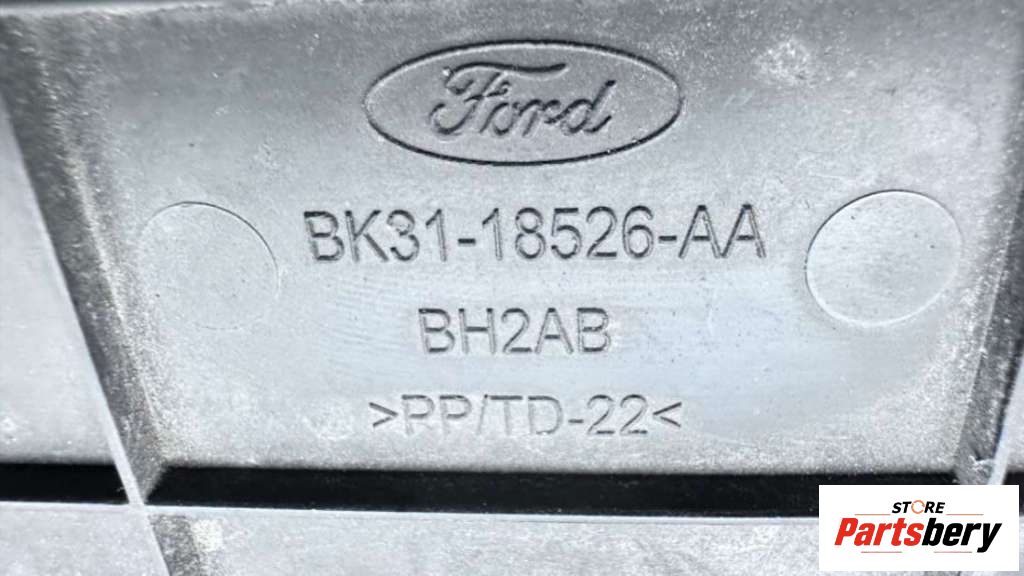 Ford
BK31-18526-AA
BH2AB
>PP/TD-22<
STORE
Partsbery